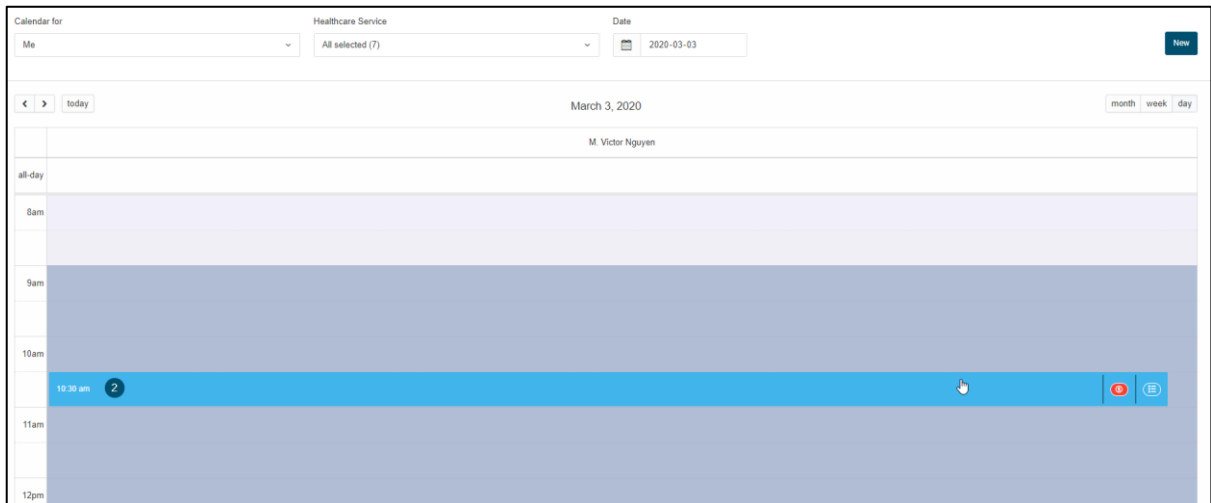 Calendar for Healthcare Service Date
Me All selected (7) 2020-03-03 New
today March 3, 2020 month week day
M. Victor Nguyen
all-day
8am
9am
10am
10:30 am 2
11am
12pm